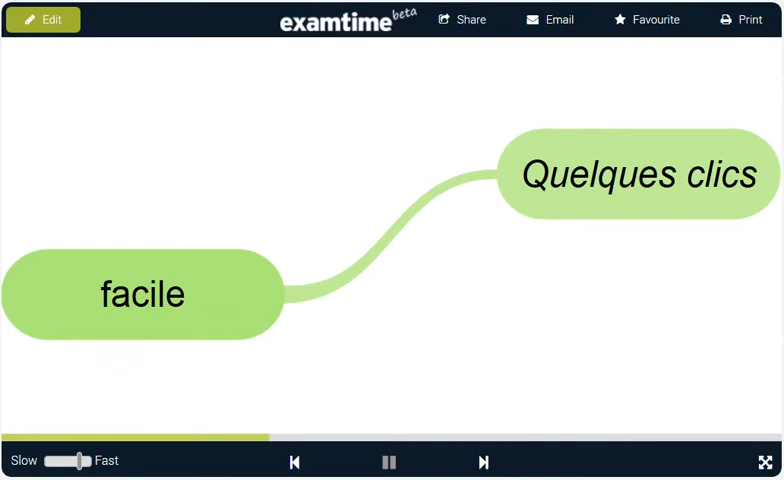 Edit
examtime beta
Share
Email
Favourite
Print
Quelques clics
facile
Slow
Fast